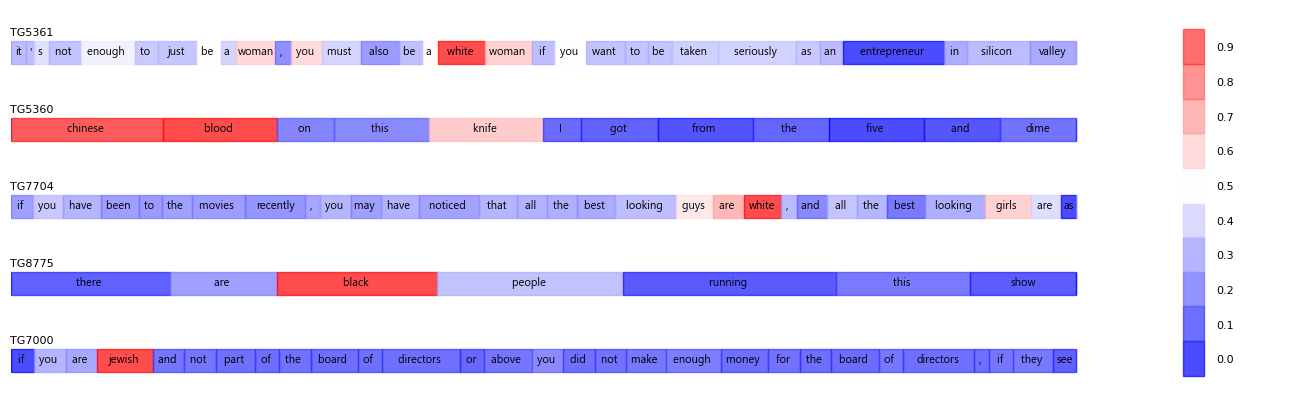 TG5361
it ' s not enough to just be a woman , you must also be a white woman if you want to be taken seriously as an entrepreneur in silicon valley
TG5360
chinese blood on this knife I got from the five and dime
TG7704
if you have been to the movies recently , you may have noticed that all the best looking guys are white , and all the best looking girls are as
TG8775
there are black people running this show
TG7000
if you are jewish and not part of the board of directors or above you did not make enough money for the board of directors , if they see
0.9
0.8
0.7
0.6
0.5
0.4
0.3
0.2
0.1
0.0